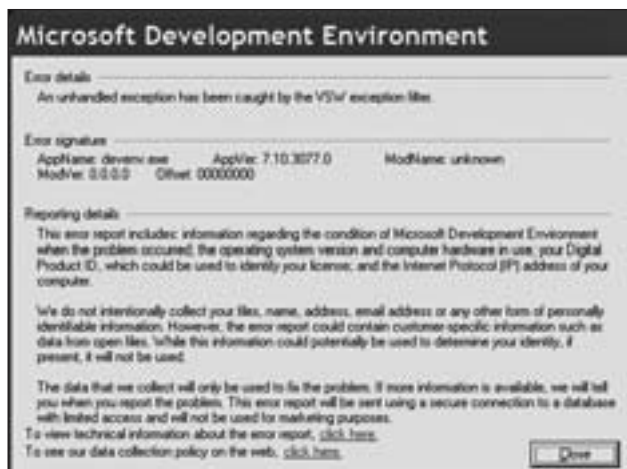 Microsoft Development Environment
Error details
An unhandled exception has been caught by the VSW exception filter.
Error signature
AppName: devenv.exe AppVer: 7.10.3077.0 ModName: unknown
ModVer: 0.0.0.0 Offset: 00000000
Reporting details
This error report includes: information regarding the condition of Microsoft Development Environment
when the problem occurred; the operating system version and computer hardware in use; your Digital
Product ID, which could be used to identify your license; and the Internet Protocol (IP) address of your
computer.
We do not intentionally collect your files, name, address, email address or any other form of personally
identifiable information. However, the error report could contain customer-specific information such as
data from open files. While this information could potentially be used to determine your identity, if
present, it will not be used.
The data that we collect will only be used to fix the problem. If more information is available, we will tell
you when you report the problem. This error report will be sent using a secure connection to a database
with limited access and will not be used for marketing purposes.
To view technical information about the error report, click here.
To see our data collection policy on the web, click here.
Close